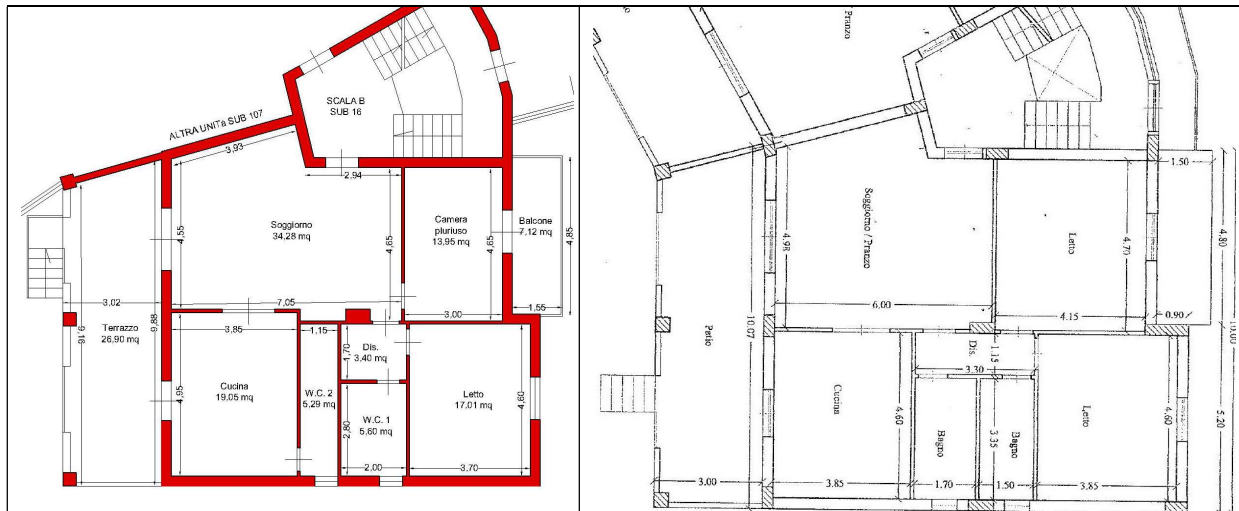 SCALA B
SUB 16
ALTRA UNITà SUB 107
3,93
2,94
Soggiorno
34,28 mq
4,55
4,65
Camera
pluriuso
13,95 mq
4,65
Balcone
7,12 mq
4,85
1,55
3,02
7,05
3,00
Terrazzo
26,90 mq
9,16
9,88
3,85
1,15
Dis.
3,40 mq
1,70
Cucina
19,05 mq
4,95
W.C. 2
5,29 mq
Letto
17,01 mq
4,60
W.C. 1
5,60 mq
2,80
2,00
3,70
Pranzo
1.50
Soggiorno / Pranzo
4.98
Letto
4.70
4.80
6.00
4.15
0.90
10.00
Patio
10.07
Dis.
1.15
3.30
Cucina
4.60
Bagno
3.35
Bagno
Letto
4.60
5.20
3.00
3.85
1.70
1.50
3.85